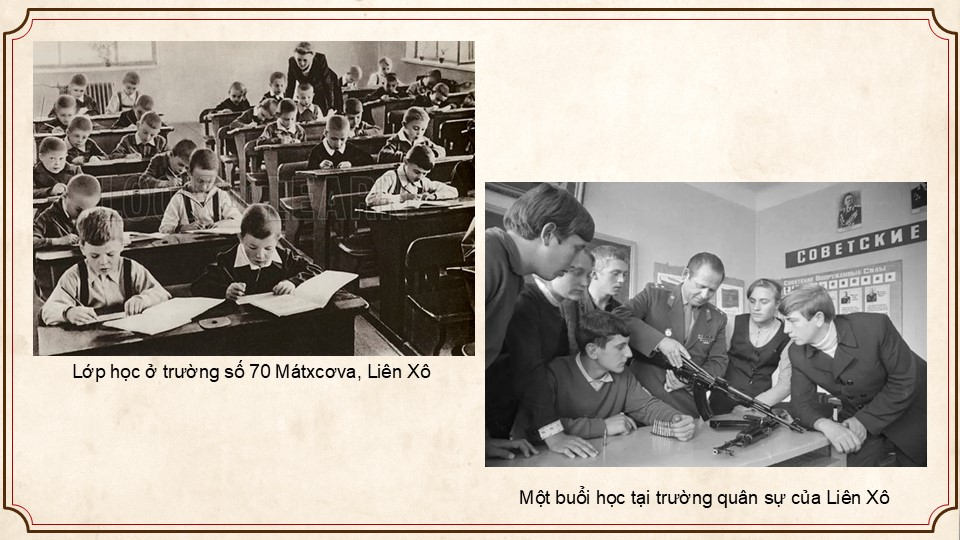 Lớp học ở trường số 70 Mátxcơva, Liên Xô
СОВЕТСКИЕ
Một buổi học tại trường quân sự của Liên Xô